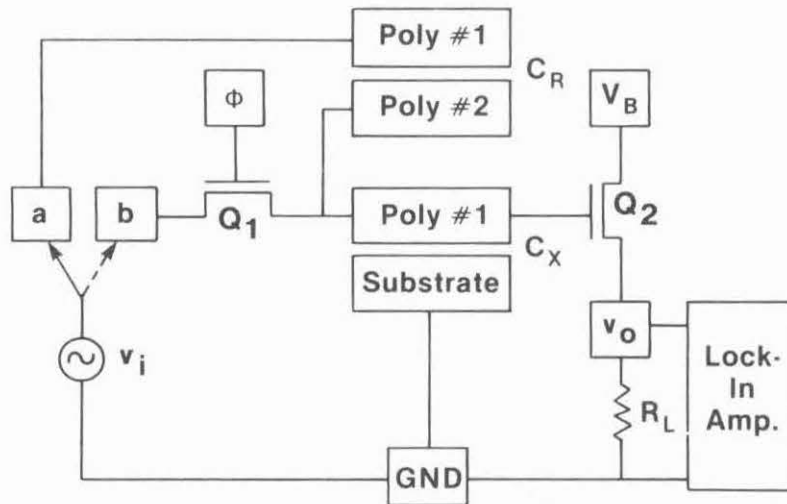 Poly #1
C_R
Φ
Poly #2
V_B
a
b
Q_1
Poly #1
Q_2
C_X
Substrate
v_i
v_o
Lock-
In
Amp.
R_L
GND